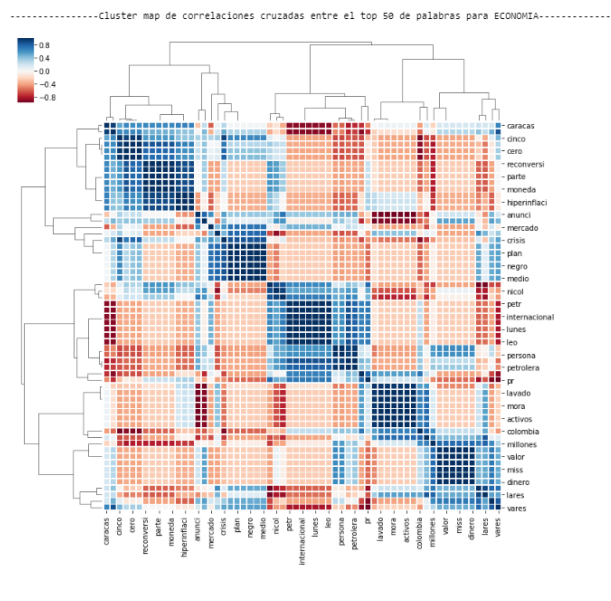 -----------------Cluster map de correlaciones cruzadas entre el top 50 de palabras para ECONOMIA-------------
0.8
0.4
0.0
−0.4
−0.8
caracas
cinco
cero
reconversi
parte
moneda
hiperinflaci
anunci
mercado
crisis
plan
negro
medio
nicol
petr
internacional
lunes
leo
persona
petrolera
pr
lavado
mora
activos
colombia
millones
valor
miss
dinero
lares
vares
caracas
cinco
cero
reconversi
parte
moneda
hiperinflaci
anunci
mercado
crisis
plan
negro
medio
nicol
petr
internacional
lunes
leo
persona
petrolera
pr
lavado
mora
activos
colombia
millones
valor
miss
dinero
lares
vares